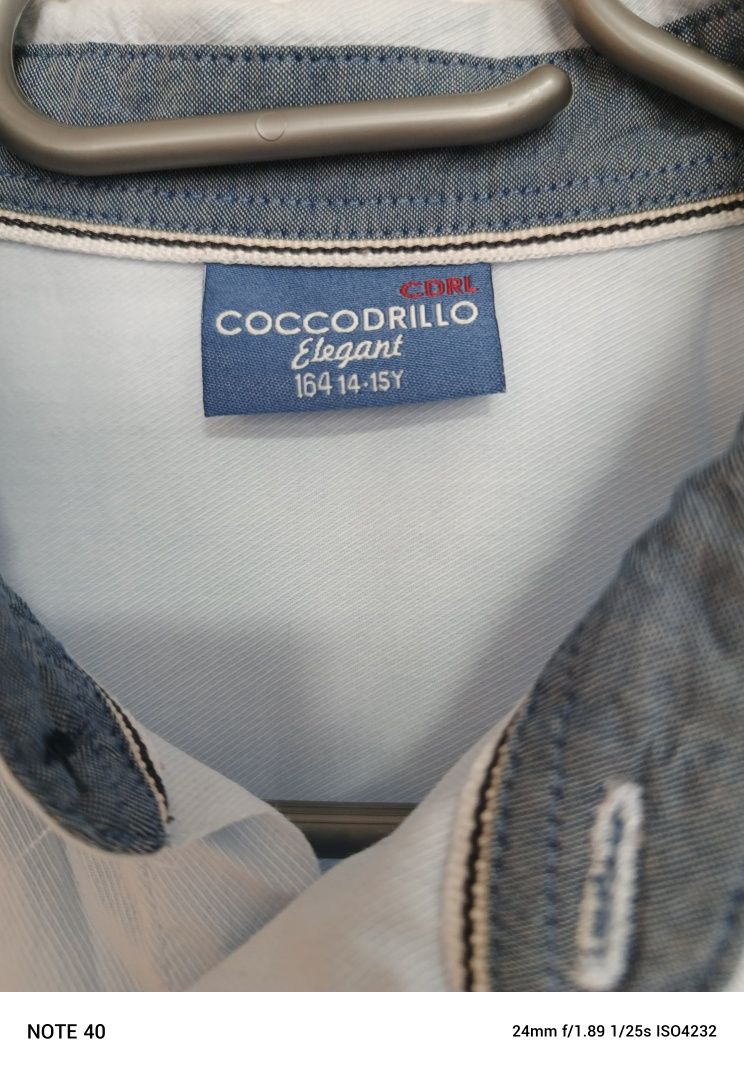 CDRL
COCCODRILLO
Elegant
164 14-15Y
NOTE 40
24mm f/1.89 1/25s ISO4232